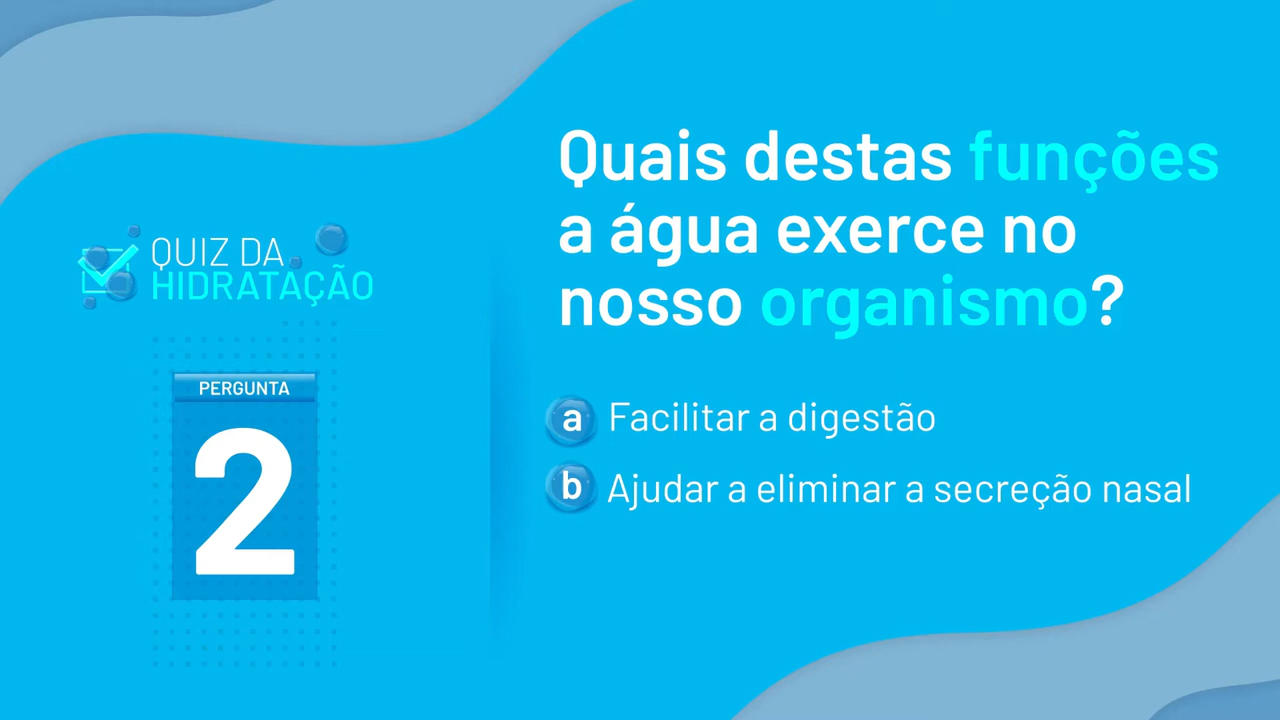 QUIZ DA
HIDRATAÇÃO
PERGUNTA
2
Quais destas funções
a água exerce no
nosso organismo?
a Facilitar a digestão
b Ajudar a eliminar a secreção nasal